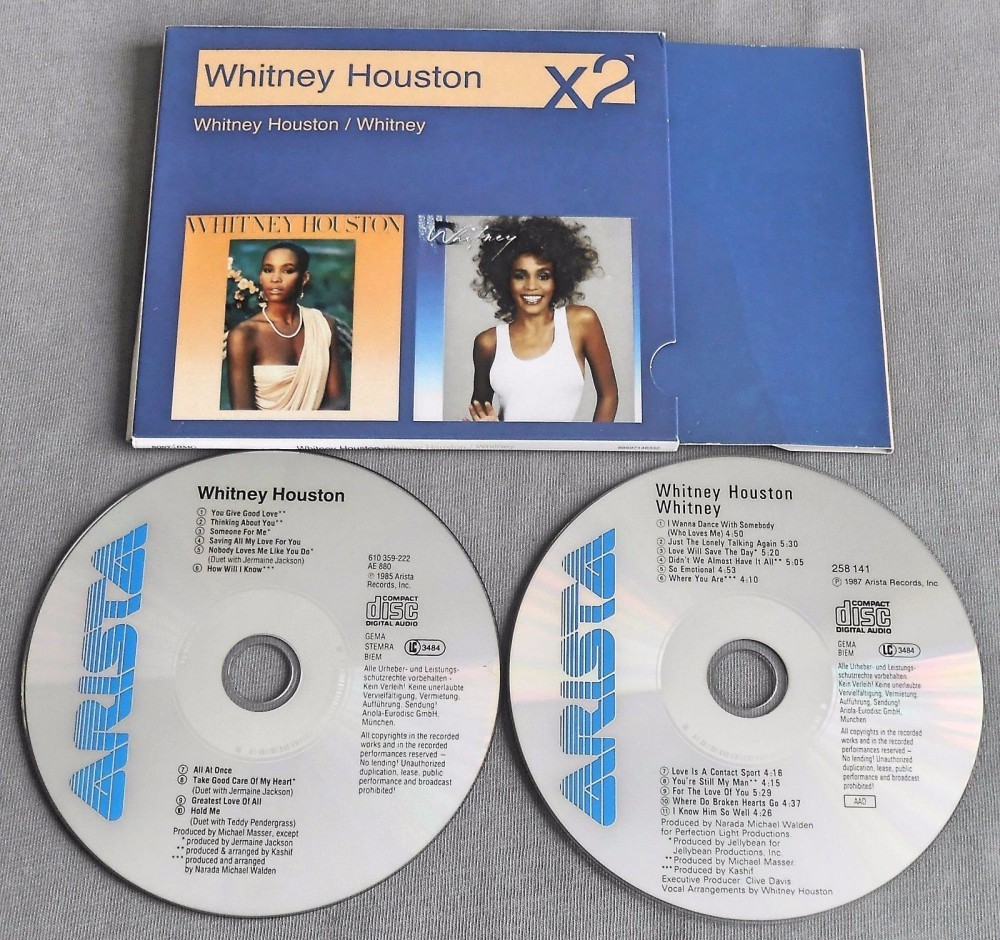 Whitney Houston x2
Whitney Houston / Whitney
WHITNEY HOUSTON
Whitney
Whitney Houston
ARISTA
Whitney Houston
① You Give Good Love**
② Thinking About You**
③ Someone For Me*
④ Saving All My Love For You
⑤ Nobody Loves Me Like You Do*
(Duet with Jermaine Jackson)
⑥ How Will I Know***
610 359-222
AE 880
℗ 1985 Arista
Records, Inc.
COMPACT
disc
DIGITAL AUDIO
GEMA
STEMRA
BIEM
LC 3484
Alle Urheber- und Leistungs-
schutzrechte vorbehalten.
Kein Verleih! Keine unerlaubte
Vervielfältigung, Vermietung,
Aufführung, Sendung!
Ariola-Eurodisc GmbH,
München.
All copyrights in the recorded
works and in the recorded
performances reserved –
No lending! Unauthorized
duplication, lease, public
performance and broadcast
prohibited!
⑦ All At Once
⑧ Take Good Care Of My Heart*
(Duet with Jermaine Jackson)
⑨ Greatest Love Of All
⑩ Hold Me
(Duet with Teddy Pendergrass)
Produced by Michael Masser, except
* produced by Jermaine Jackson
** produced & arranged by Kashif
*** produced and arranged
by Narada Michael Walden
ARISTA
Whitney Houston
Whitney
① I Wanna Dance With Somebody
(Who Loves Me) 4:50
② Just The Lonely Talking Again 5:30
③ Love Will Save The Day* 5:20
④ Didn't We Almost Have It All** 5:05
⑤ So Emotional 4:53
⑥ Where You Are*** 4:10
258 141
℗ 1987 Arista Records, Inc.
COMPACT
disc
DIGITAL AUDIO
GEMA
BIEM
LC 3484
Alle Urheber- und Leistungs-
schutzrechte vorbehalten.
Kein Verleih! Keine unerlaubte
Vervielfältigung, Vermietung,
Aufführung, Sendung!
Ariola-Eurodisc GmbH,
München.
All copyrights in the recorded
works and in the recorded
performances reserved –
No lending! Unauthorized
duplication, lease, public
performance and broadcast
prohibited!
AAD
⑦ Love Is A Contact Sport 4:16
⑧ You're Still My Man** 4:15
⑨ For The Love Of You 5:29
⑩ Where Do Broken Hearts Go 4:37
⑪ I Know Him So Well 4:26
Produced by Narada Michael Walden
for Perfection Light Productions.
* Produced by Jellybean for
Jellybean Productions, Inc.
** Produced by Michael Masser.
*** Produced by Kashif
Executive Producer: Clive Davis
Vocal Arrangements by Whitney Houston